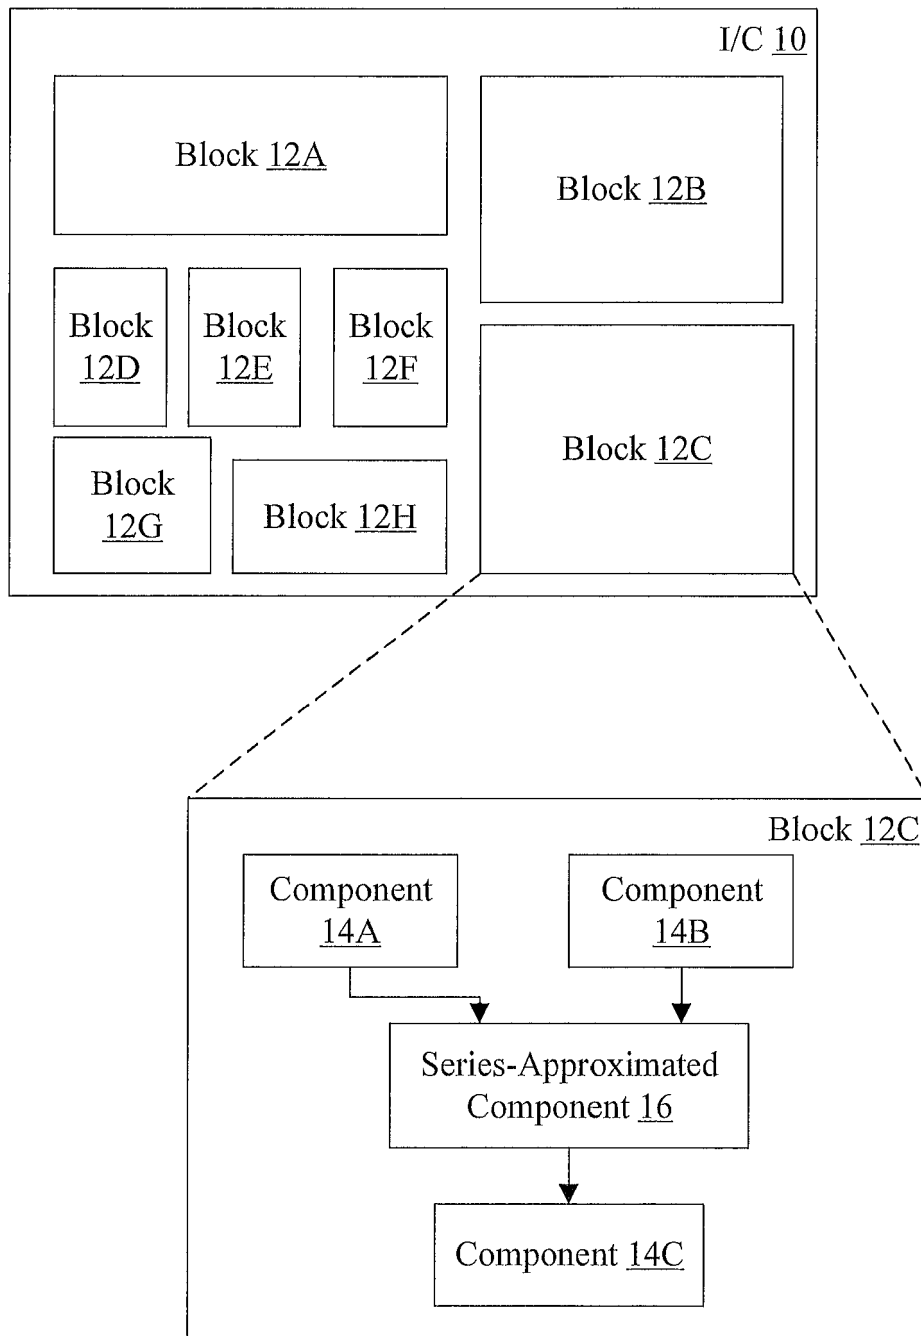 I/C 10
Block 12A
Block 12B
Block
12D
Block
12E
Block
12F
Block 12C
Block
12G
Block 12H
Block 12C
Component
14A
Component
14B
Series-Approximated
Component 16
Component 14C